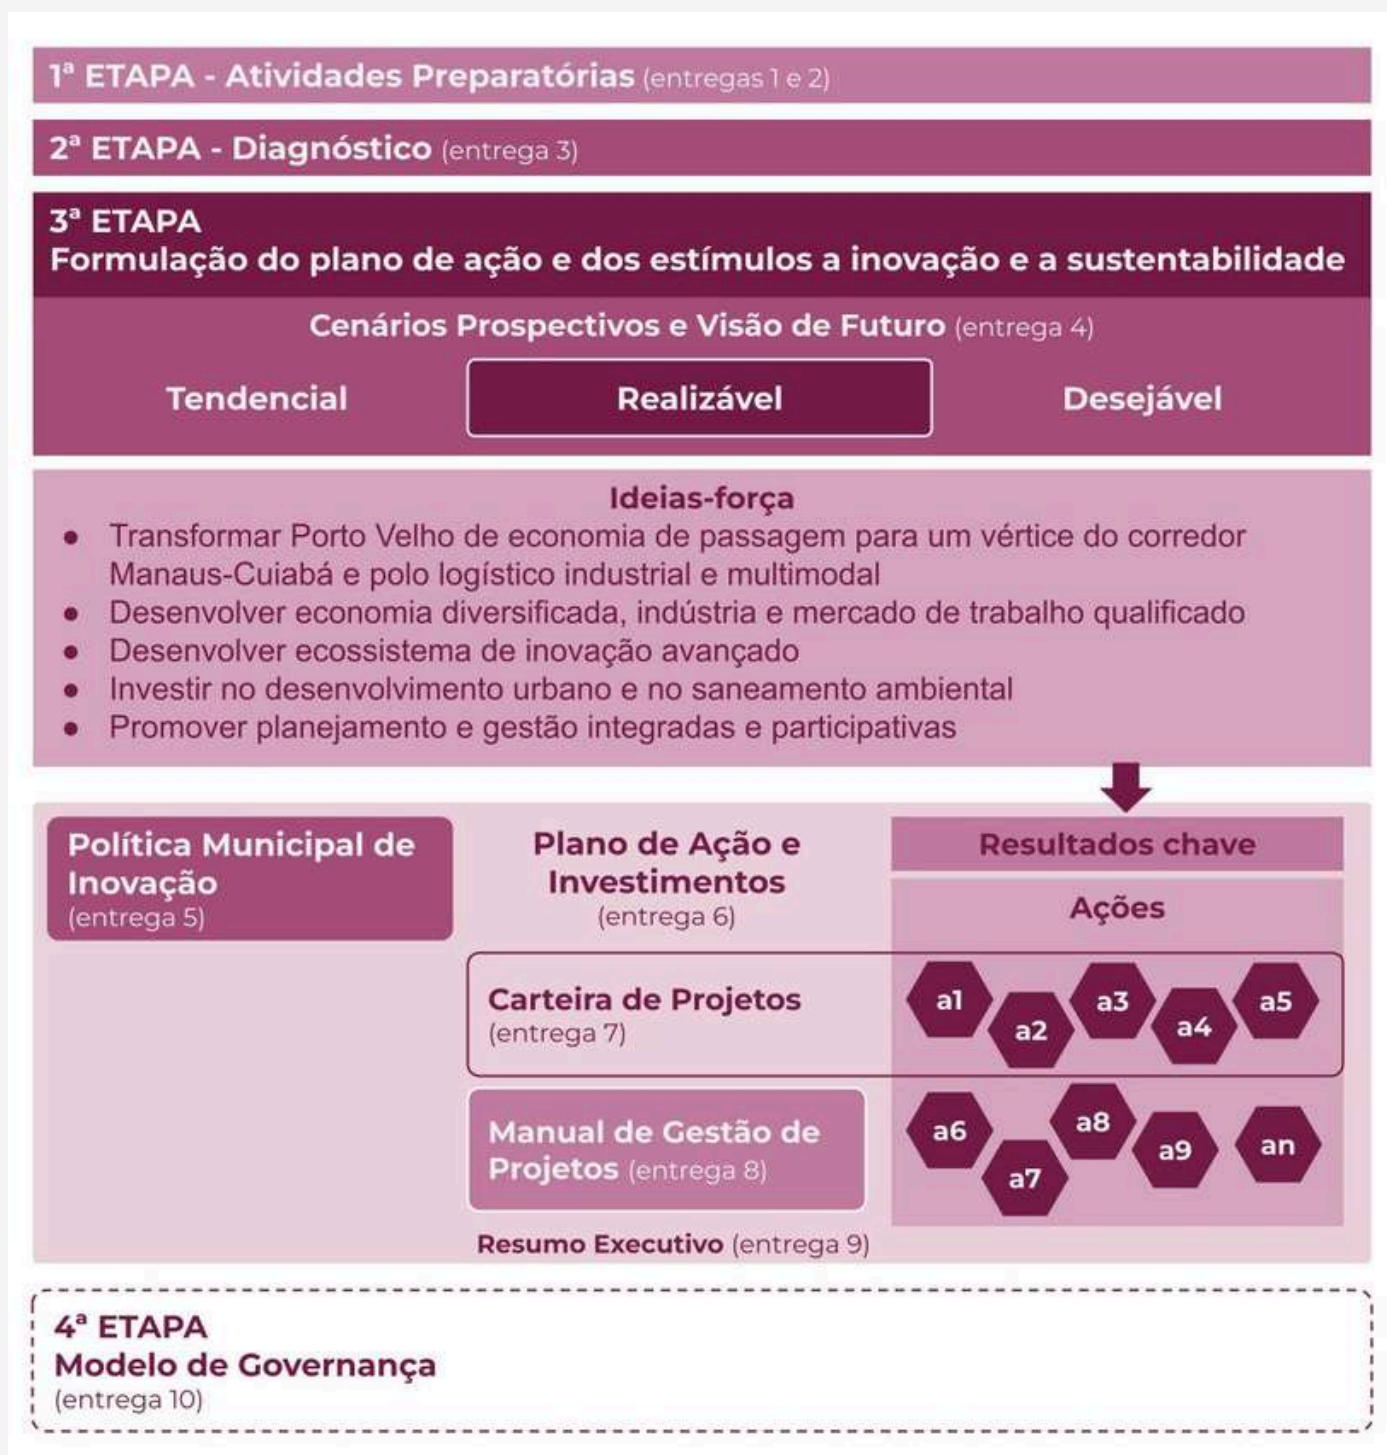 1ª ETAPA - Atividades Preparatórias (entregas 1 e 2)
2ª ETAPA - Diagnóstico (entrega 3)
3ª ETAPA
Formulação do plano de ação e dos estímulos a inovação e a sustentabilidade
Cenários Prospectivos e Visão de Futuro (entrega 4)
Tendencial
Realizável
Desejável
Ideias-força
● Transformar Porto Velho de economia de passagem para um vértice do corredor
Manaus-Cuiabá e polo logístico industrial e multimodal
● Desenvolver economia diversificada, indústria e mercado de trabalho qualificado
● Desenvolver ecossistema de inovação avançado
● Investir no desenvolvimento urbano e no saneamento ambiental
● Promover planejamento e gestão integradas e participativas
Política Municipal de
Inovação
(entrega 5)
Plano de Ação e
Investimentos
(entrega 6)
Resultados chave
Ações
Carteira de Projetos
(entrega 7)
a1
a2
a3
a4
a5
Manual de Gestão de
Projetos (entrega 8)
a6
a7
a8
a9
an
Resumo Executivo (entrega 9)
4ª ETAPA
Modelo de Governança
(entrega 10)